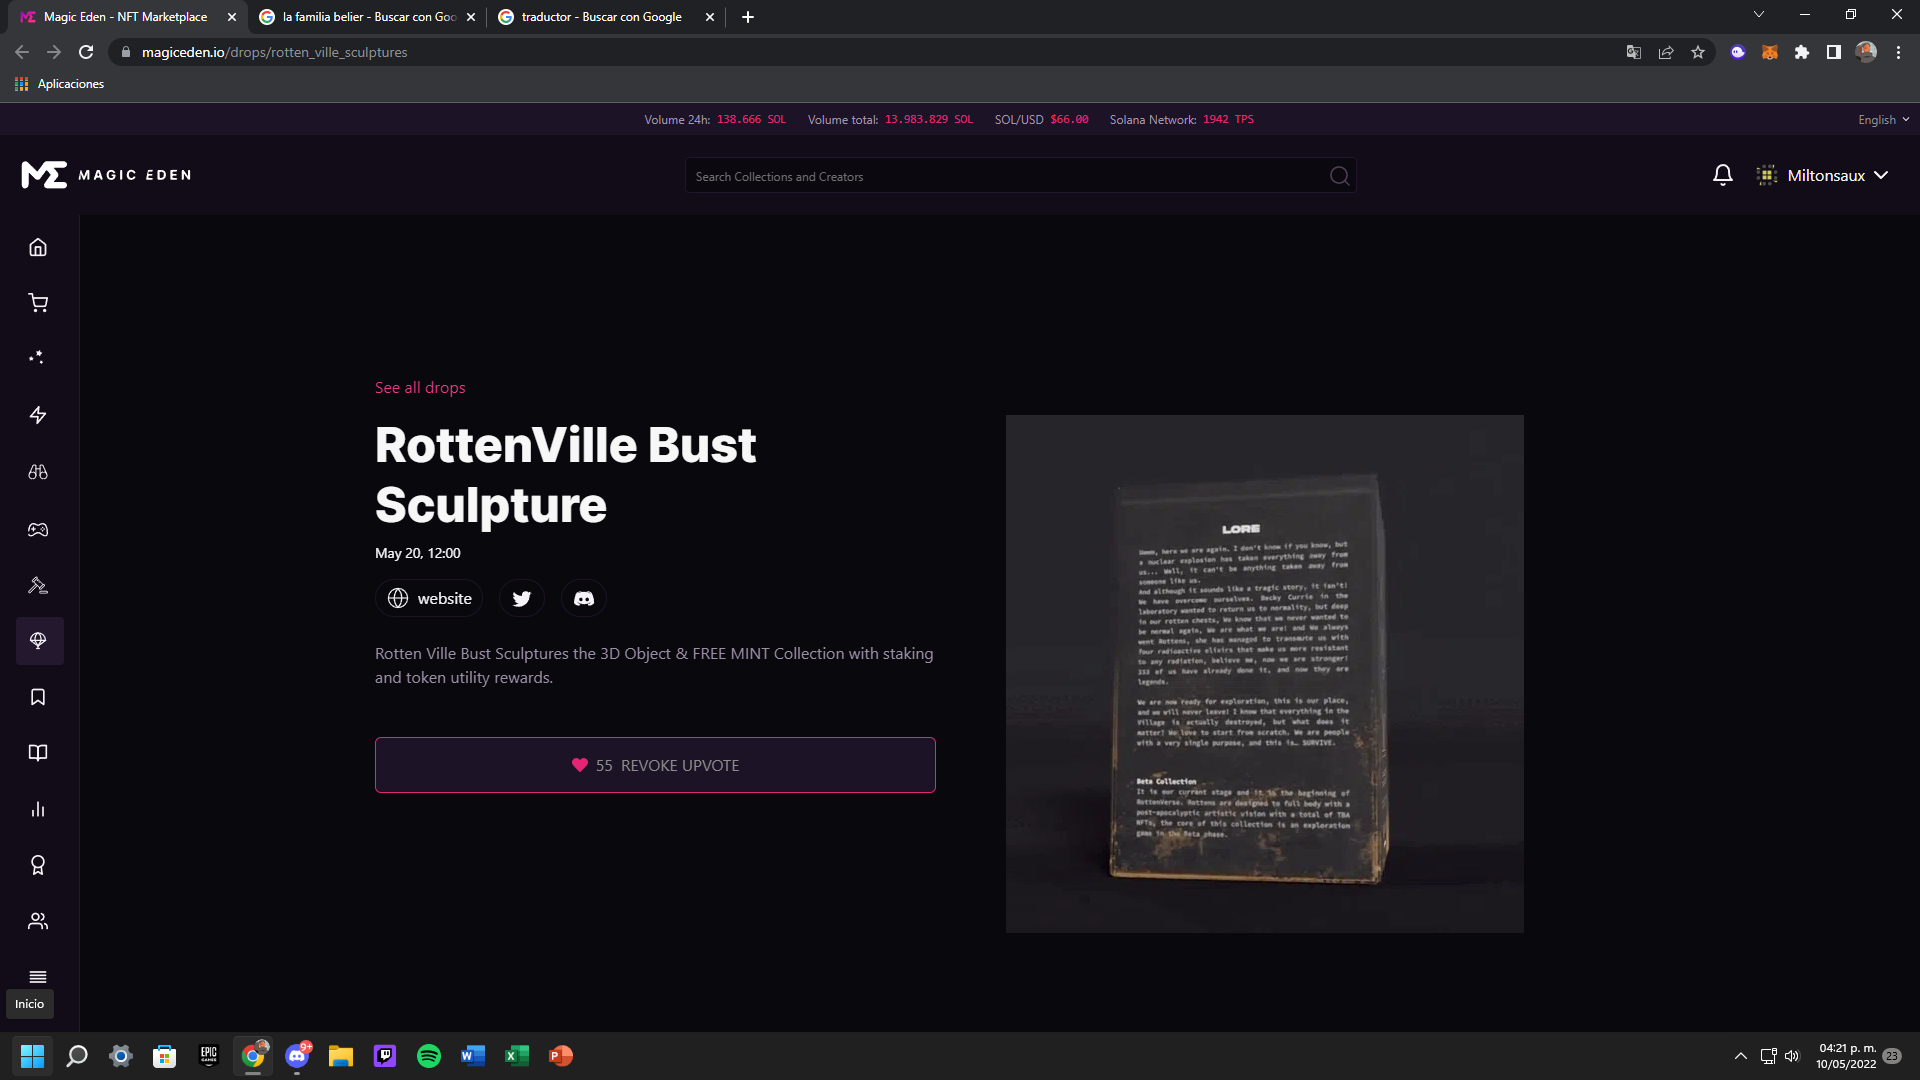 Magic Eden - NFT Marketplace
la familia belier - Buscar con Goo
traductor - Buscar con Google
magiceden.io/drops/rotten_ville_sculptures
Aplicaciones
Volume 24h: 138.666 SOL Volume total: 13.983.829 SOL SOL/USD $66.00 Solana Network: 1942 TPS
English
MAGIC EDEN
Search Collections and Creators
Miltonsaux
See all drops
RottenVille Bust
Sculpture
May 20, 12:00
website
Rotten Ville Bust Sculptures the 3D Object & FREE MINT Collection with staking
and token utility rewards.
55 REVOKE UPVOTE
LORE
Ummm, here we are again. I don't know if you know, but
a nuclear explosion has taken everything away from
us... Well, it can't be anything taken away from
someone like us.
And although it sounds like a tragic story, it isn't!
We have overcome ourselves. Becky Currie in the
laboratory wanted to return us to normality, but deep
in our rotten chests, We know that we never wanted to
be normal again, We are what we are! and We always
went Rottens, she has managed to transmute us with
four radioactive elixirs that make us more resistant
to any radiation, believe me, now we are stronger!
333 of us have already done it, and now they are
legends.
We are now ready for exploration, this is our place,
and we will never leave! I know that everything in the
Village is actually destroyed, but what does it
matter! We love to start from scratch. We are people
with a very single purpose, and this is… SURVIVE.
Beta Collection
It is our current stage and it is the beginning of
RottenVerse. Rottens are designed to full body with a
post-apocalyptic artistic vision with a total of TBA
NFTs, the core of this collection is an exploration
game in the Beta phase.
Inicio
EPIC
GAMES
9+
04:21 p. m.
10/05/2022
23